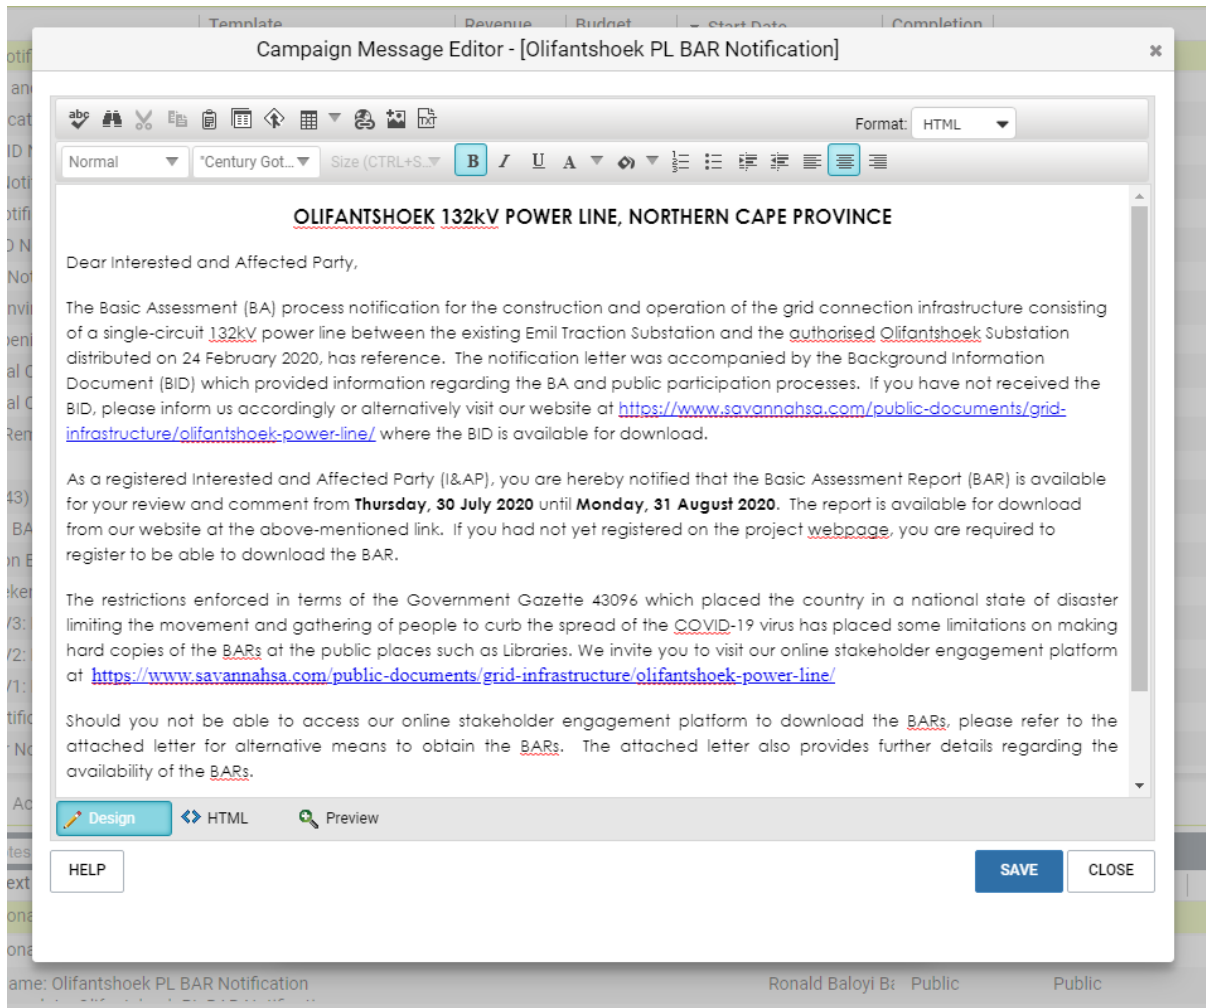 Template Revenue Budget Start Date Completion
Campaign Message Editor - [Olifantshoek PL BAR Notification]
abc TXT
Format: HTML
Normal "Century Got... Size (CTRL+S... B I U A
OLIFANTSHOEK 132kV POWER LINE, NORTHERN CAPE PROVINCE
Dear Interested and Affected Party,
The Basic Assessment (BA) process notification for the construction and operation of the grid connection infrastructure consisting
of a single-circuit 132kV power line between the existing Emil Traction Substation and the authorised Olifantshoek Substation
distributed on 24 February 2020, has reference.  The notification letter was accompanied by the Background Information
Document (BID) which provided information regarding the BA and public participation processes.  If you have not received the
BID, please inform us accordingly or alternatively visit our website at https://www.savannahsa.com/public-documents/grid-
infrastructure/olifantshoek-power-line/ where the BID is available for download.
As a registered Interested and Affected Party (I&AP), you are hereby notified that the Basic Assessment Report (BAR) is available
for your review and comment from Thursday, 30 July 2020 until Monday, 31 August 2020.  The report is available for download
from our website at the above-mentioned link.  If you had not yet registered on the project webpage, you are required to
register to be able to download the BAR.
The restrictions enforced in terms of the Government Gazette 43096 which placed the country in a national state of disaster
limiting the movement and gathering of people to curb the spread of the COVID-19 virus has placed some limitations on making
hard copies of the BARs at the public places such as Libraries. We invite you to visit our online stakeholder engagement platform
at https://www.savannahsa.com/public-documents/grid-infrastructure/olifantshoek-power-line/
Should you not be able to access our online stakeholder engagement platform to download the BARs, please refer to the
attached letter for alternative means to obtain the BARs.  The attached letter also provides further details regarding the
availability of the BARs.
Design HTML Preview
HELP SAVE CLOSE
ame: Olifantshoek PL BAR Notification Ronald Baloyi Ba Public Public